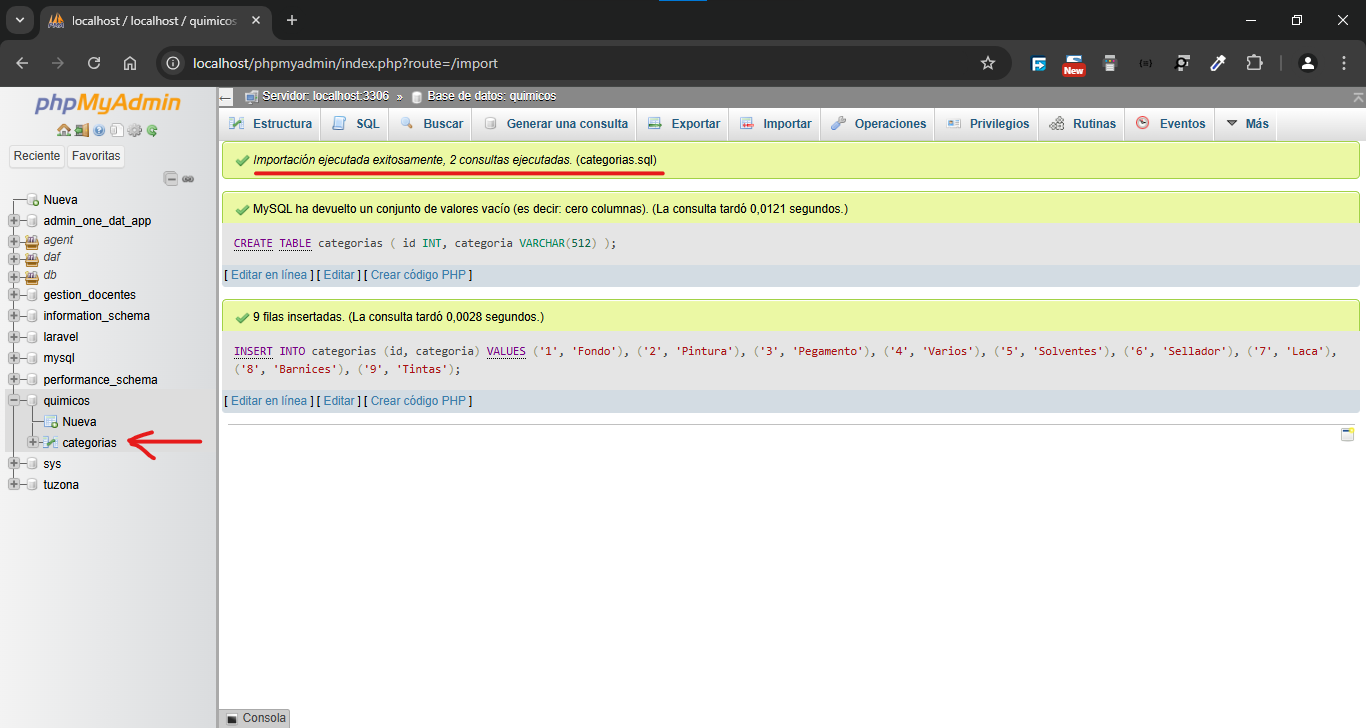 localhost / localhost / quimicos
localhost/phpmyadmin/index.php?route=/import
New
phpMyAdmin
Reciente
Favoritas
Nueva
admin_one_dat_app
agent
daf
db
gestion_docentes
information_schema
laravel
mysql
performance_schema
quimicos
Nueva
categorias
sys
tuzona
Servidor: localhost:3306 » Base de datos: quimicos
Estructura SQL Buscar Generar una consulta Exportar Importar Operaciones Privilegios Rutinas Eventos Más
Importación ejecutada exitosamente, 2 consultas ejecutadas. (categorias.sql)
MySQL ha devuelto un conjunto de valores vacío (es decir: cero columnas). (La consulta tardó 0,0121 segundos.)
CREATE TABLE categorias ( id INT, categoria VARCHAR(512) );
[ Editar en línea ] [ Editar ] [ Crear código PHP ]
9 filas insertadas. (La consulta tardó 0,0028 segundos.)
INSERT INTO categorias (id, categoria) VALUES ('1', 'Fondo'), ('2', 'Pintura'), ('3', 'Pegamento'), ('4', 'Varios'), ('5', 'Solventes'), ('6', 'Sellador'), ('7', 'Laca'),
('8', 'Barnices'), ('9', 'Tintas');
[ Editar en línea ] [ Editar ] [ Crear código PHP ]
Consola